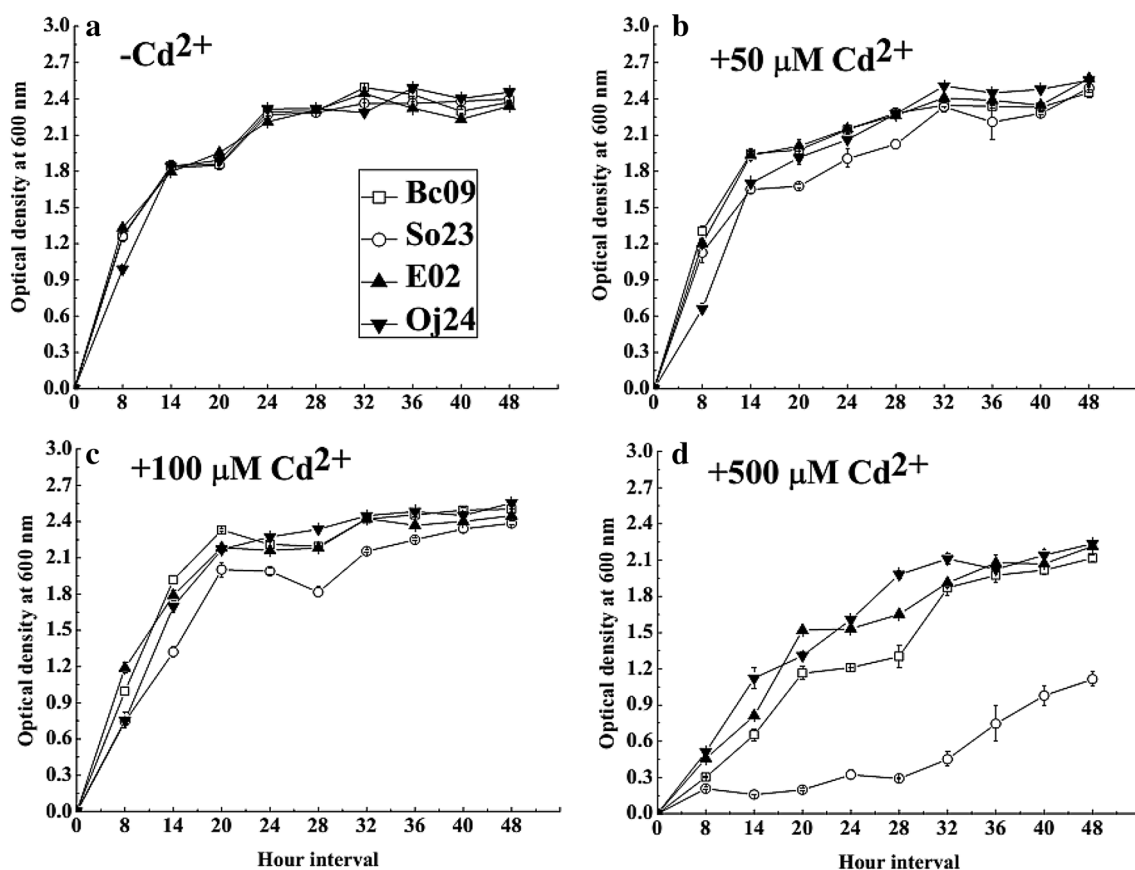 a
-Cd2+
Optical density at 600 nm
3.0
2.7
2.4
2.1
1.8
1.5
1.2
0.9
0.6
0.3
0.0
Bc09
So23
E02
Oj24
0 8 14 20 24 28 32 36 40 48
b
+50 μM Cd2+
Optical density at 600 nm
3.0
2.7
2.4
2.1
1.8
1.5
1.2
0.9
0.6
0.3
0.0
0 8 14 20 24 28 32 36 40 48
c
+100 μM Cd2+
Optical density at 600 nm
3.0
2.7
2.4
2.1
1.8
1.5
1.2
0.9
0.6
0.3
0.0
0 8 14 20 24 28 32 36 40 48
Hour interval
d
+500 μM Cd2+
Optical density at 600 nm
3.0
2.7
2.4
2.1
1.8
1.5
1.2
0.9
0.6
0.3
0.0
0 8 14 20 24 28 32 36 40 48
Hour interval